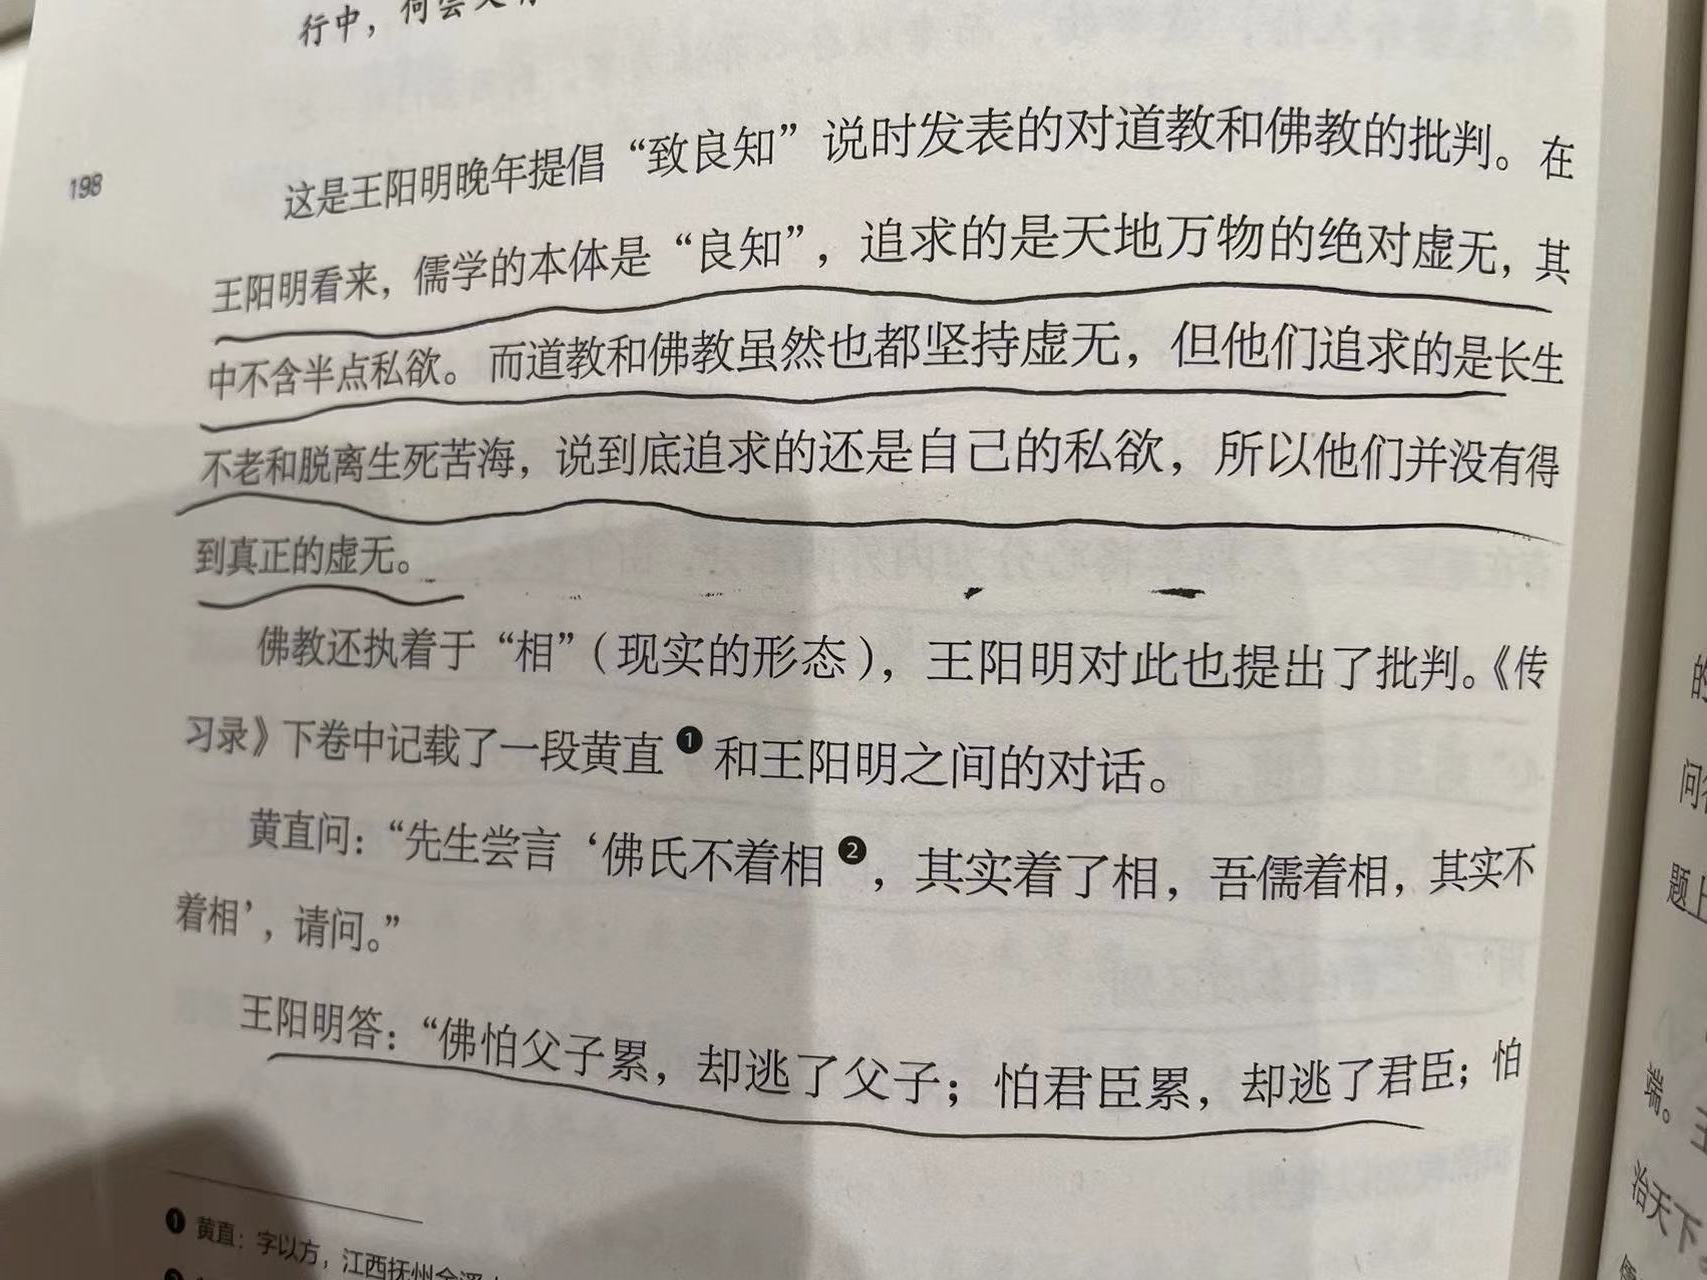 行中，何尝
198
这是王阳明晚年提倡“致良知”说时发表的对道教和佛教的批判。在
王阳明看来，儒学的本体是“良知”，追求的是天地万物的绝对虚无，其
中不含半点私欲。而道教和佛教虽然也都坚持虚无，但他们追求的是长生
不老和脱离生死苦海，说到底追求的还是自己的私欲，所以他们并没有得
到真正的虚无。
佛教还执着于“相”（现实的形态），王阳明对此也提出了批判。《传
习录》下卷中记载了一段黄直❶和王阳明之间的对话。
黄直问：“先生尝言‘佛氏不着相❷，其实着了相，吾儒着相，其实不
着相’，请问。”
王阳明答：“佛怕父子累，却逃了父子；怕君臣累，却逃了君臣；怕
❶ 黄直：字以方，江西抚州金溪
❷
的
问
题上
端。
治天下